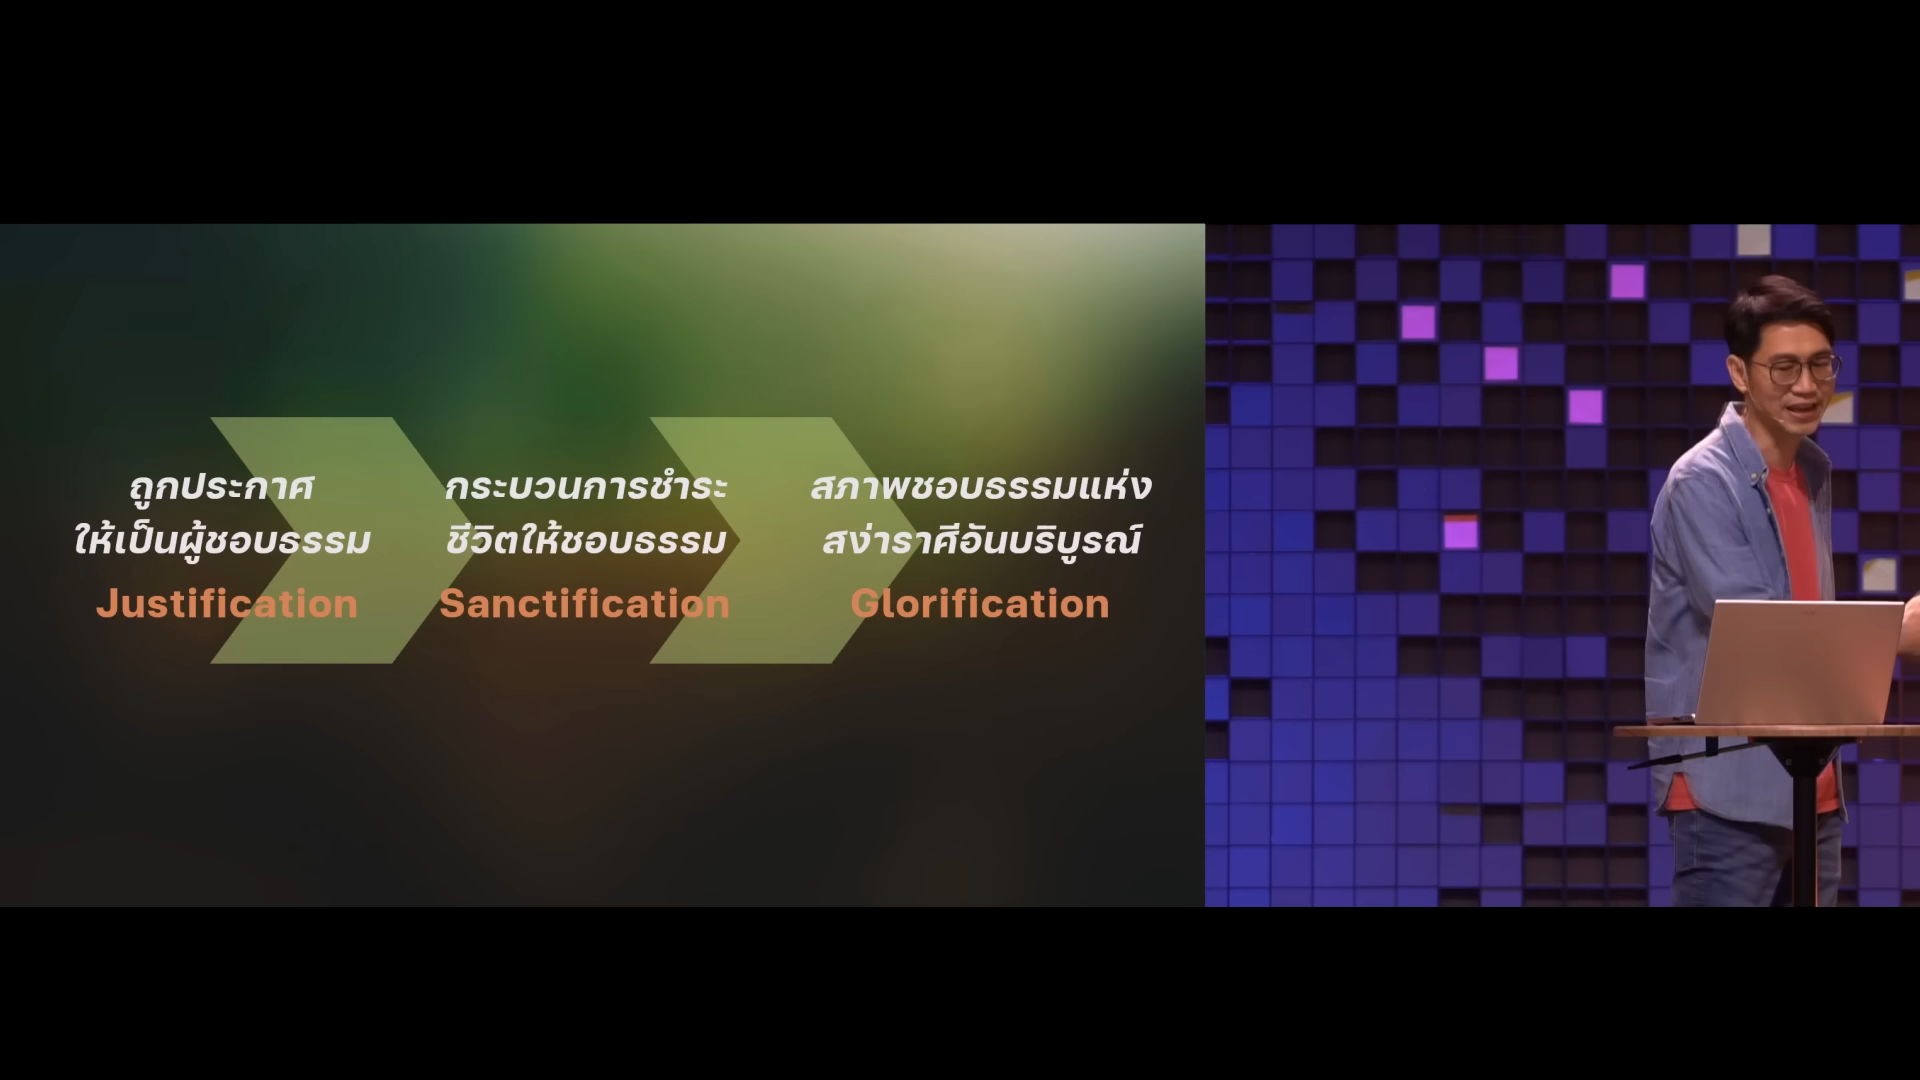 ถูกประกาศ
ให้เป็นผู้ชอบธรรม
Justification
กระบวนการชำระ
ชีวิตให้ชอบธรรม
Sanctification
สภาพชอบธรรมแห่ง
สง่าราศีอันบริบูรณ์
Glorification